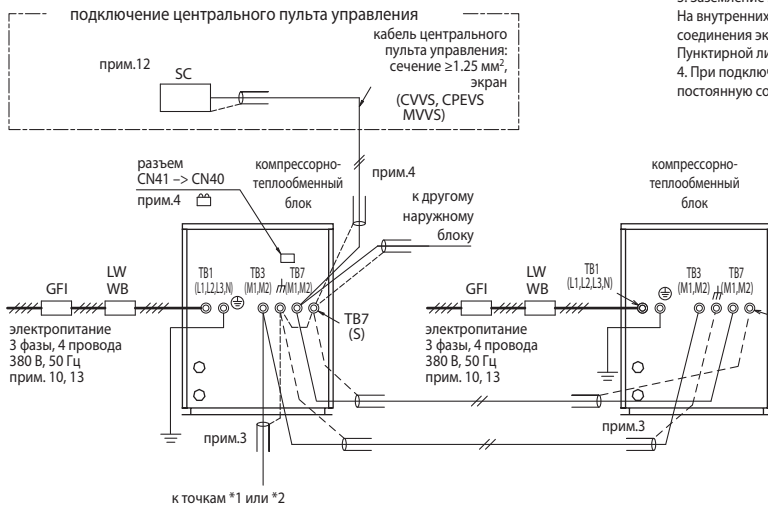 подключение центрального пульта управления
прим.12
SC
кабель центрального
пульта управления:
сечение ≥1.25 мм²,
экран
(CVVS, CPEVS
MVVS)
3. Заземление
На внутренних
соединения
Пунктирной
4. При
постоянную
разъем
CN41 –> CN40
прим.4
компрессорно-
теплообменный
блок
прим.4
к другому
наружному
блоку
GFI
LW
WB
TB1
(L1,L2,L3,N)
TB3
(M1,M2)
TB7
(M1,M2)
TB7
(S)
электропитание
3 фазы, 4 провода
380 В, 50 Гц
прим. 10, 13
прим.3
к точкам *1 или *2
компрессорно-
теплообменный
блок
GFI
LW
WB
TB1
(L1,L2,L3,N)
TB3
(M1,M2)
TB7
(M1,M2)
электропитание
3 фазы, 4 провода
380 В, 50 Гц
прим. 10, 13
прим.3